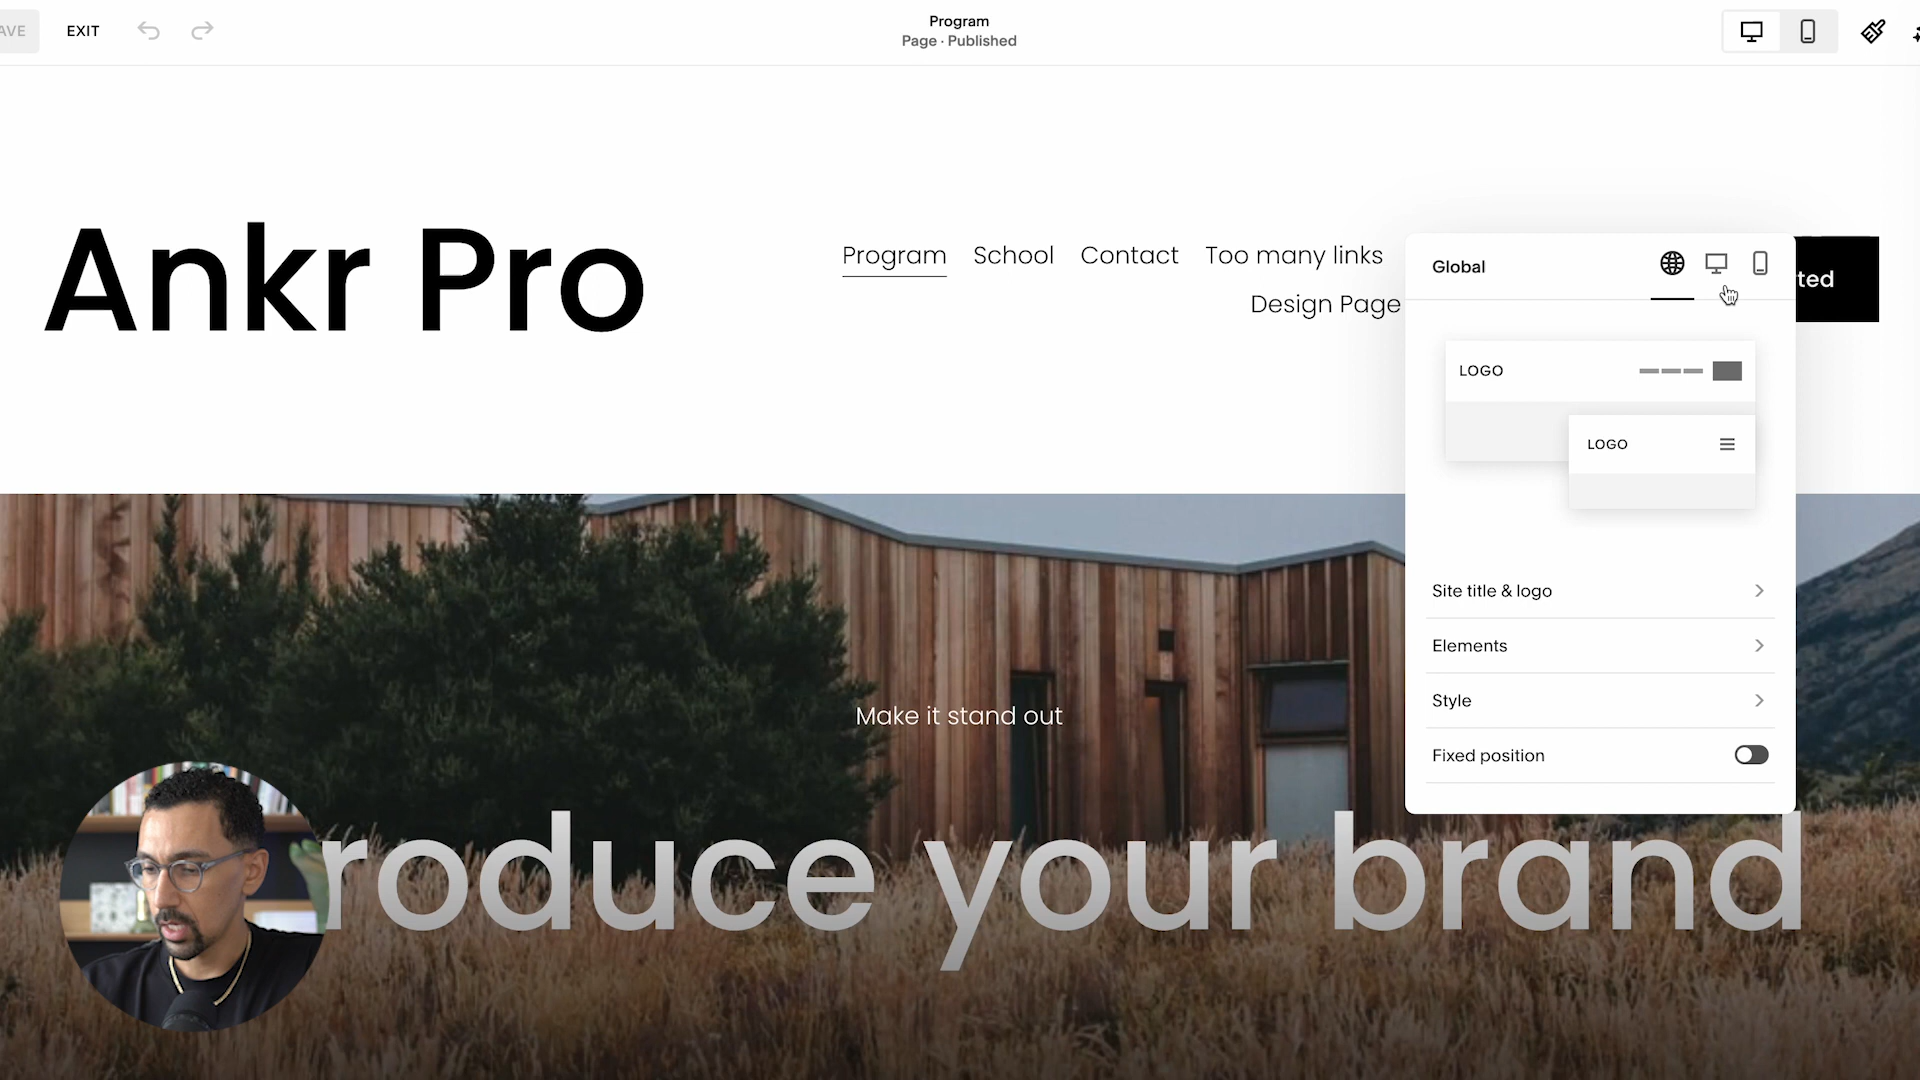 AVE
EXIT
Program
Page · Published
Ankr Pro
Program
School
Contact
Too many links
Design Page
ted
Global
LOGO
LOGO
Site title & logo
Elements
Style
Fixed position
Make it stand out
roduce your brand